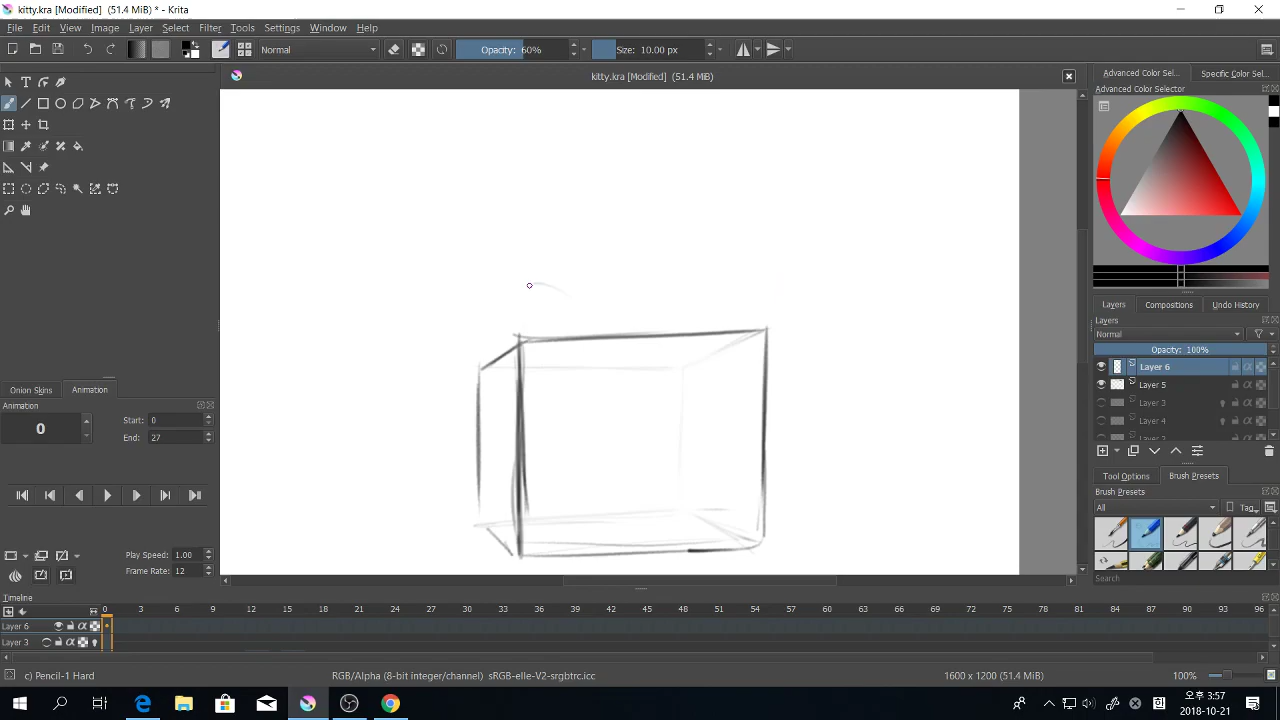 kitty.kra [Modified] (51.4 MiB) * - Krita
File Edit View Image Layer Select Filter Tools Settings Window Help
Normal Opacity: 60% Size: 10.00 px
kitty.kra [Modified] (51.4 MiB)
Advanced Color Sel... Specific Color Sel...
Advanced Color Selector
Layers Compositions Undo History
Layers
Normal
Opacity: 100%
Layer 6
Layer 5
Layer 3
Layer 4
Onion Skins Animation
Animation
0
Start: 0
End: 27
Play Speed: 1.00
Frame Rate: 12
Tool Options Brush Presets
Brush Presets
All Tag
Search
Timeline
0 3 6 9 12 15 18 21 24 27 30 33 36 39 42 45 48 51 54 57 60 63 66 69 72 75 78 81 84 87 90 93 96
Layer 6
Layer 3
c) Pencil-1 Hard RGB/Alpha (8-bit integer/channel) sRGB-elle-V2-srgbtrc.icc 1600 x 1200 (51.4 MiB) 100%
오후 3:57
2018-10-21